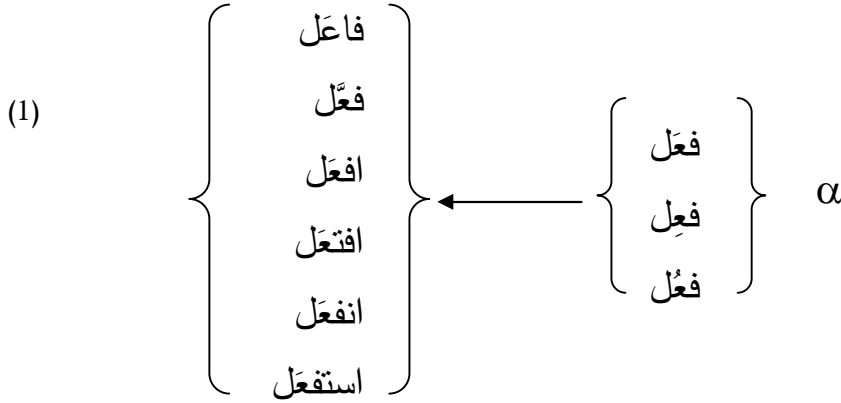 (1)
α
فعَل
فعِل
فعُل
فاعَل
فعَّل
افعَل
افتعَل
انفعَل
استفعَل